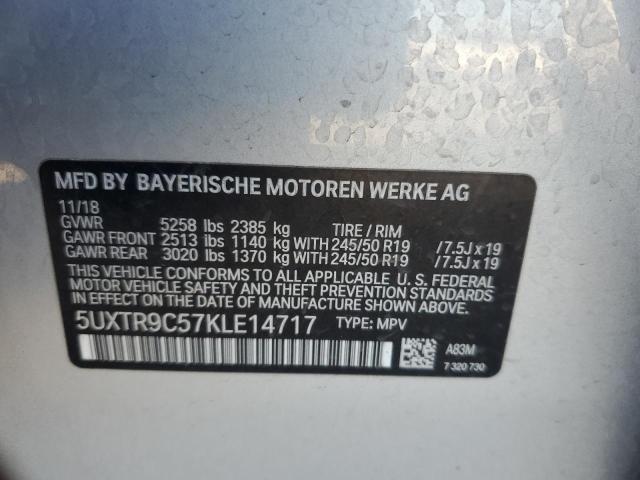 MFD BY BAYERISCHE MOTOREN WERKE AG
11/18
GVWR 5258 lbs 2385 kg TIRE / RIM
GAWR FRONT 2513 lbs 1140 kg WITH 245/50 R19 /7.5J x 19
GAWR REAR 3020 lbs 1370 kg WITH 245/50 R19 /7.5J x 19
THIS VEHICLE CONFORMS TO ALL APPLICABLE U. S. FEDERAL
MOTOR VEHICLE SAFETY AND THEFT PREVENTION STANDARDS
IN EFFECT ON THE DATE OF MANUFACTURE SHOWN ABOVE.
5UXTR9C57KLE14717 TYPE: MPV
A83M
7 320 730